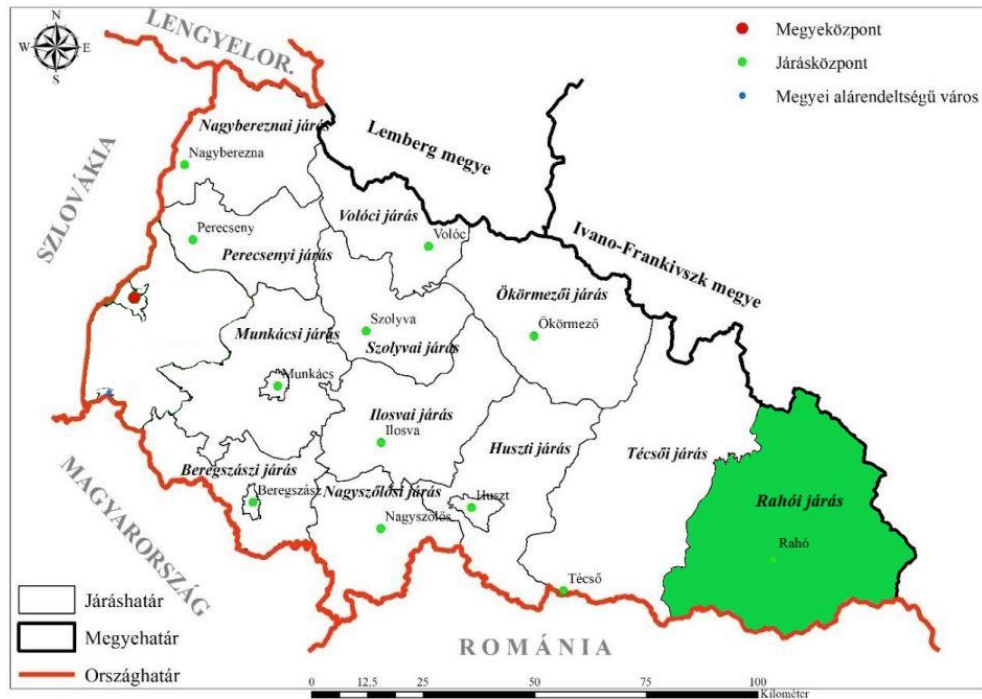 N
W E
S
LENGYELOR.
SZLOVÁKIA
MAGYARORSZÁG
ROMÁNIA
Lemberg megye
Ivano-Frankivszk megye
Megyeközpont
Járásközpont
Megyei alárendeltségű város
Nagybereznai járás
Nagyberezna
Perecseny
Perecsenyi járás
Volóci járás
Volóc
Ökörmezői járás
Ökörmező
Szolyva
Szolyvai járás
Munkácsi járás
Munkács
Ilosvai járás
Ilosva
Huszti járás
Huszt
Técsői járás
Técső
Rahói járás
Rahó
Beregszászi járás
Beregszász
Nagyszőlősi járás
Nagyszőlős
Járáshatár
Megyehatár
Országhatár
0 12,5 25 50 75 100
Kilométer